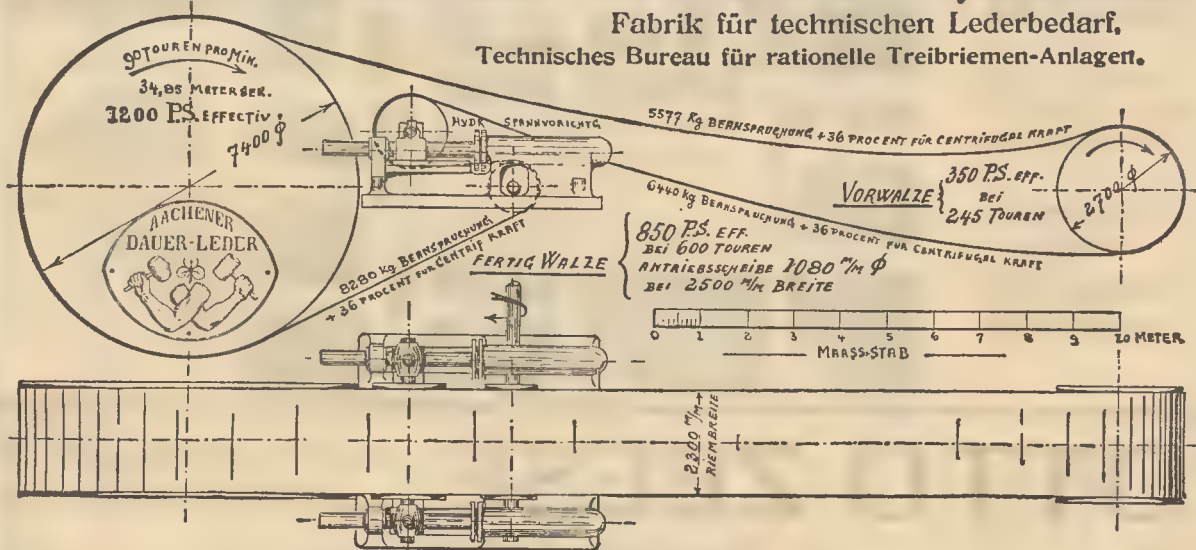 Fabrik für technischen Lederbedarf,
Technisches Bureau für rationelle Treibriemen-Anlagen.
90 TOUREN PRO MIN.
34,85 METER SEK.
1200 P.S. EFFECTIV
7400 φ
AACHENER
DAUER-LEDER
HYDR SPANNVORICHTG
5577 Kg BEANSPRUCHUNG + 36 PROCENT FÜR CENTRIFUGAL KRAFT
6440 kg BEANSPRUCHUNG + 36 PROCENT FUR CENTRIFUGAL KRAFT
8280 kg BEANSPRUCHUNG
+ 36 PROCENT FUR CENTRIF KRAFT
VORWALZE
350 P.S. EFF.
BEI
245 TOUREN
2700 φ
FERTIG WALZE
850 P.S. EFF.
BEI 600 TOUREN
ANTRIEBSSCHEIBE 1080 M/M φ
BEI 2500 M/M BREITE
0 1 2 3 4 5 6 7 8 9 10 METER
MAASS-STAB
2300 M/M
RIEMBREITE